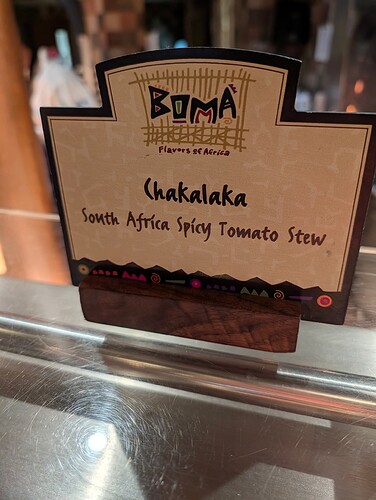 BOMA
Flavors of Africa
Chakalaka
South Africa Spicy Tomato Stew